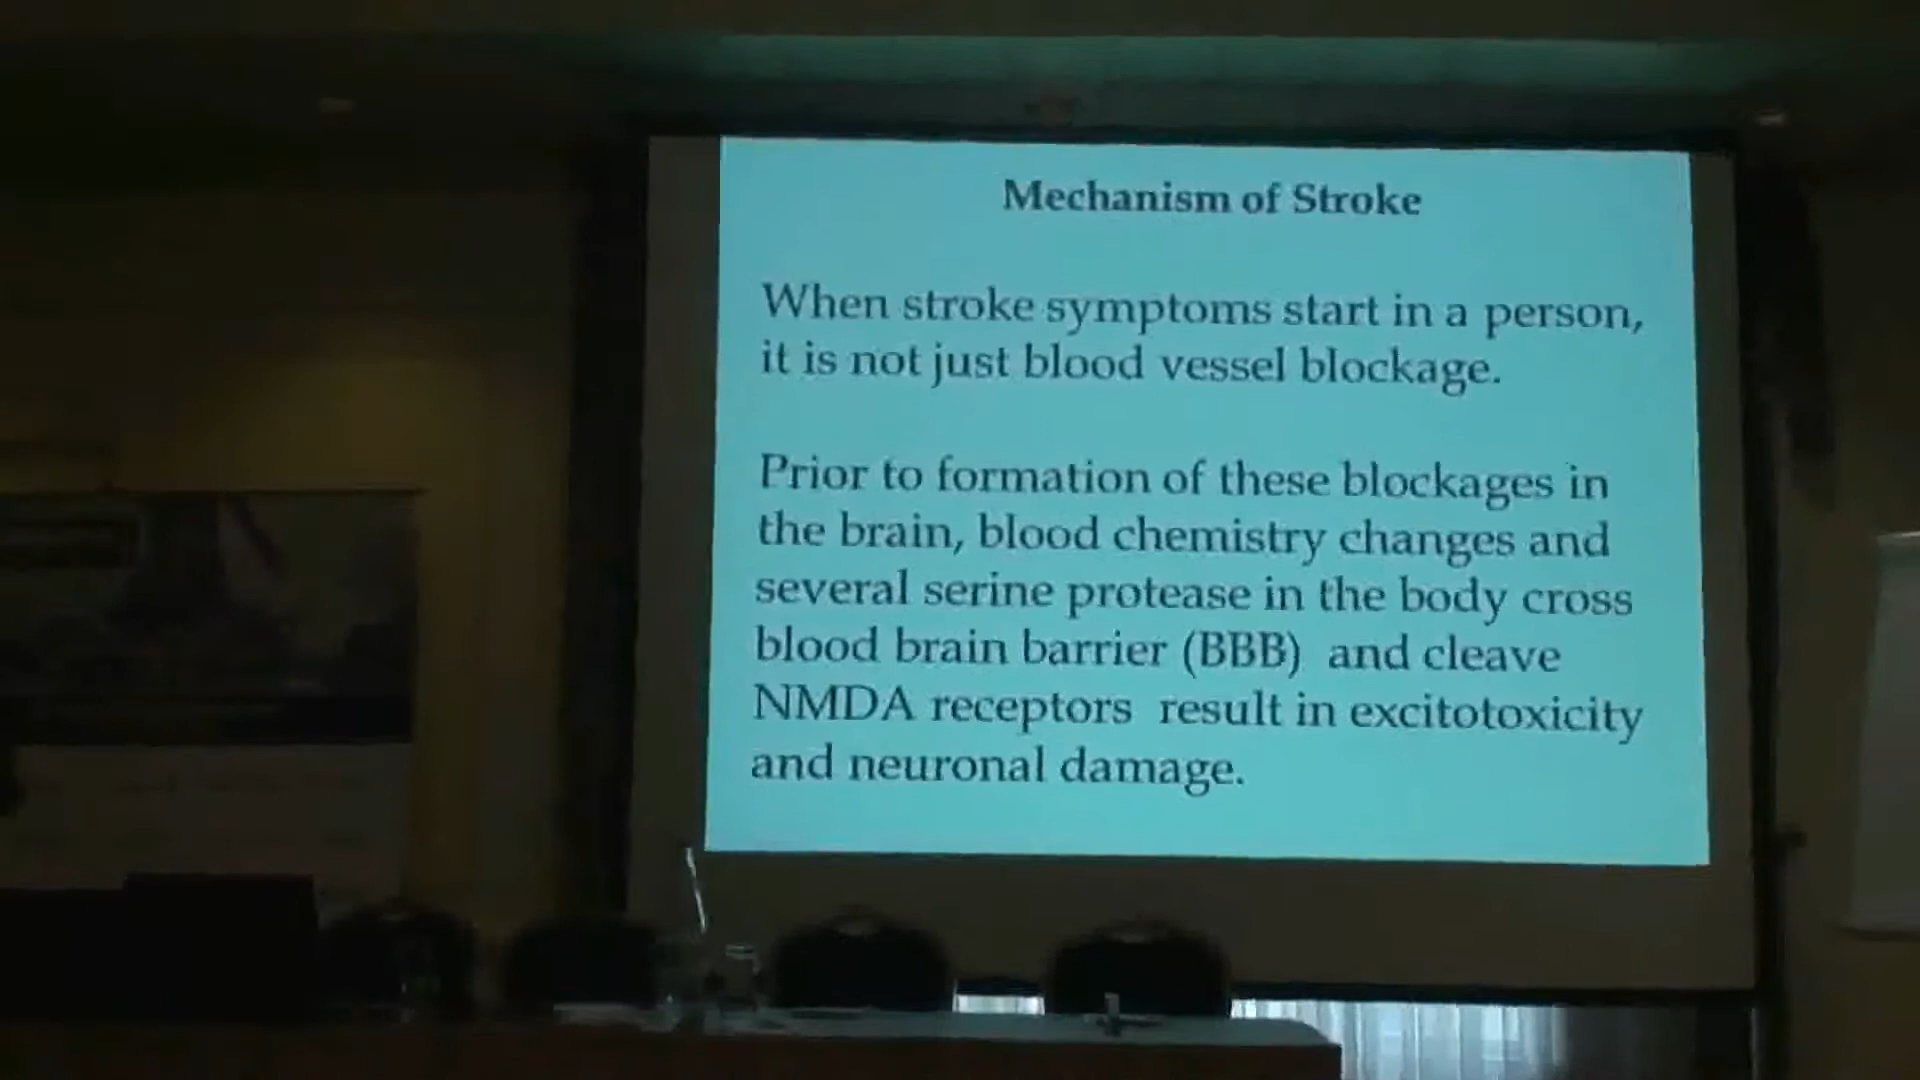 Mechanism of Stroke
When stroke symptoms start in a person,
it is not just blood vessel blockage.
Prior to formation of these blockages in
the brain, blood chemistry changes and
several serine protease in the body cross
blood brain barrier (BBB) and cleave
NMDA receptors result in excitotoxicity
and neuronal damage.